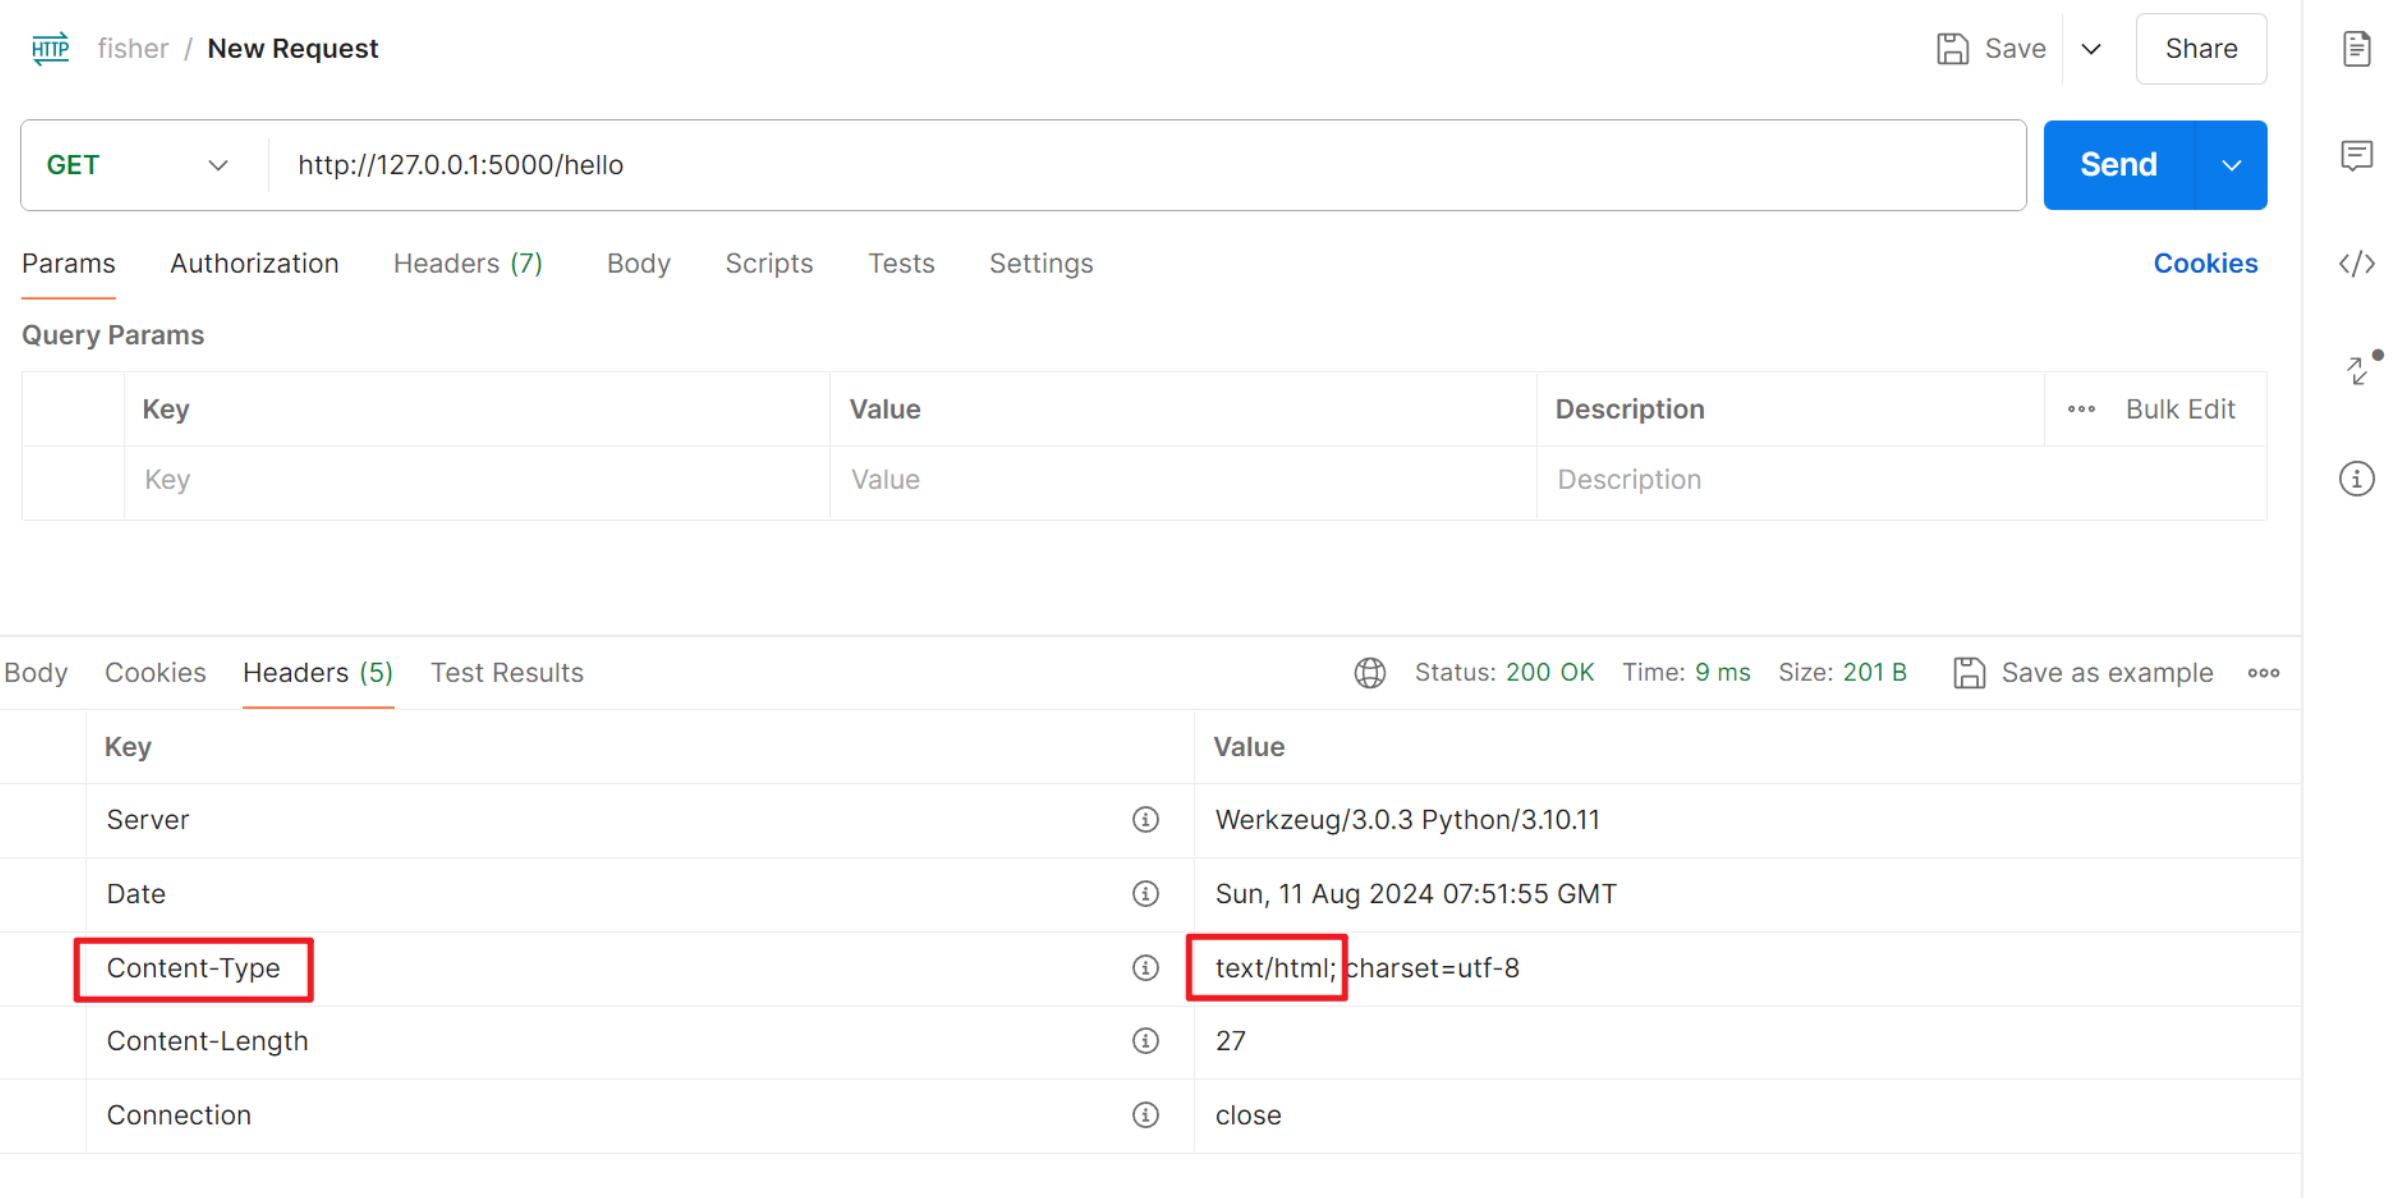 HTTP fisher / New Request Save Share
GET http://127.0.0.1:5000/hello Send
Params Authorization Headers (7) Body Scripts Tests Settings Cookies
Query Params
Key Value Description Bulk Edit
Key Value Description
Body Cookies Headers (5) Test Results Status: 200 OK Time: 9 ms Size: 201 B Save as example
Key Value
Server Werkzeug/3.0.3 Python/3.10.11
Date Sun, 11 Aug 2024 07:51:55 GMT
Content-Type text/html; charset=utf-8
Content-Length 27
Connection close